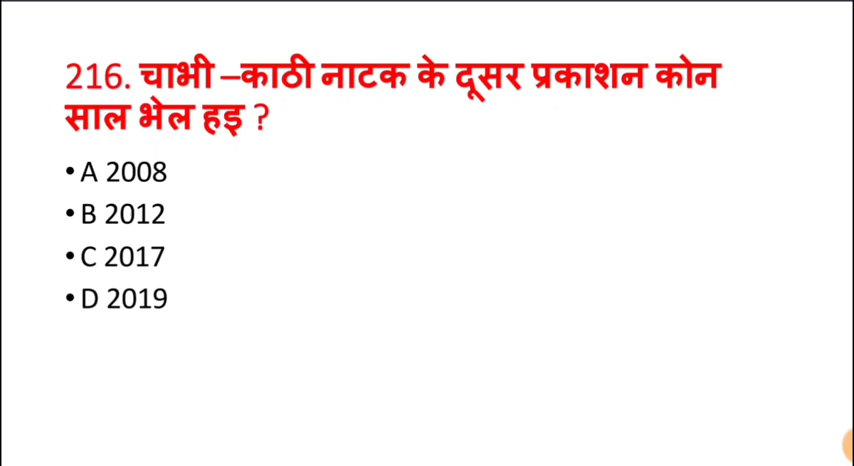 216. चाभी –काठी नाटक के दूसर प्रकाशन कोन
साल भेल हइ ?
• A 2008
• B 2012
• C 2017
• D 2019